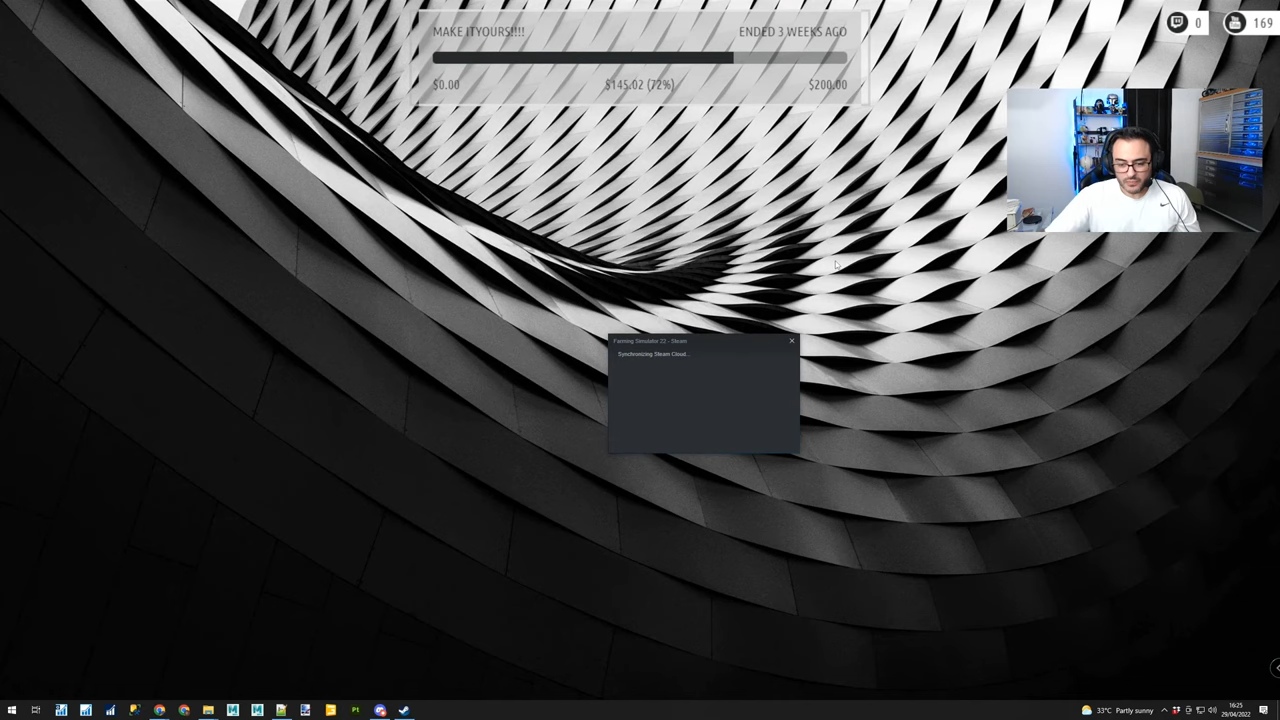 MAKE ITYOURS!!!! ENDED 3 WEEKS AGO
$0.00 $145.02 (72%) $200.00
0 169
Farming Simulator 22 - Steam
Synchronizing Steam Cloud...
Pt
33°C Partly sunny
16:25
29/04/2022